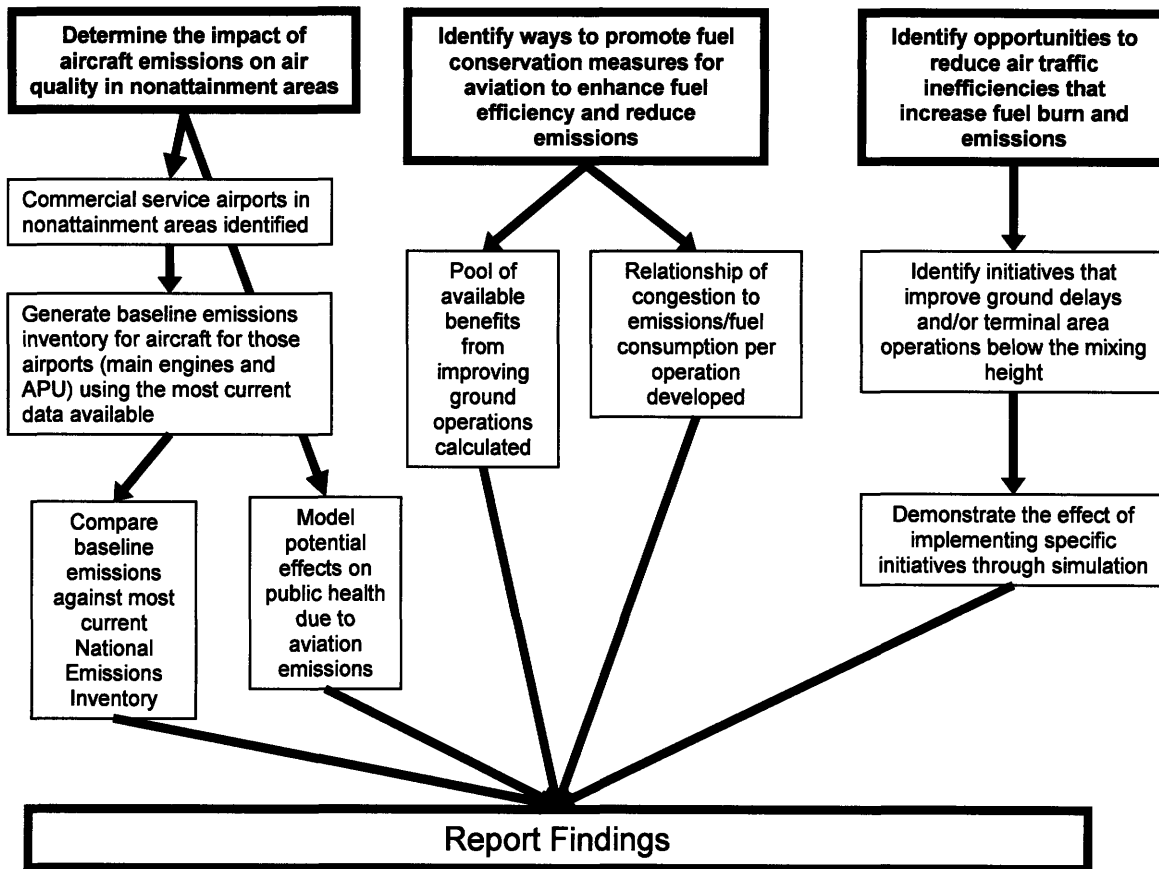 Determine the impact of
aircraft emissions on air
quality in nonattainment areas
Commercial service airports in
nonattainment areas identified
Generate baseline emissions
inventory for aircraft for those
airports (main engines and
APU) using the most current
data available
Compare
baseline
emissions
against most
current
National
Emissions
Inventory
Model
potential
effects on
public health
due to
aviation
emissions
Identify ways to promote fuel
conservation measures for
aviation to enhance fuel
efficiency and reduce
emissions
Pool of
available
benefits
from
improving
ground
operations
calculated
Relationship of
congestion to
emissions/fuel
consumption per
operation
developed
Identify opportunities to
reduce air traffic
inefficiencies that
increase fuel burn and
emissions
Identify initiatives that
improve ground delays
and/or terminal area
operations below the mixing
height
Demonstrate the effect of
implementing specific
initiatives through simulation
Report Findings